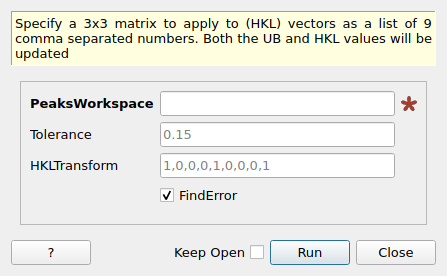 Specify a 3x3 matrix to apply to (HKL) vectors as a list of 9
comma separated numbers. Both the UB and HKL values will be
updated
PeaksWorkspace *
Tolerance 0.15
HKLTransform 1,0,0,0,1,0,0,0,1
FindError
? Keep Open Run Close